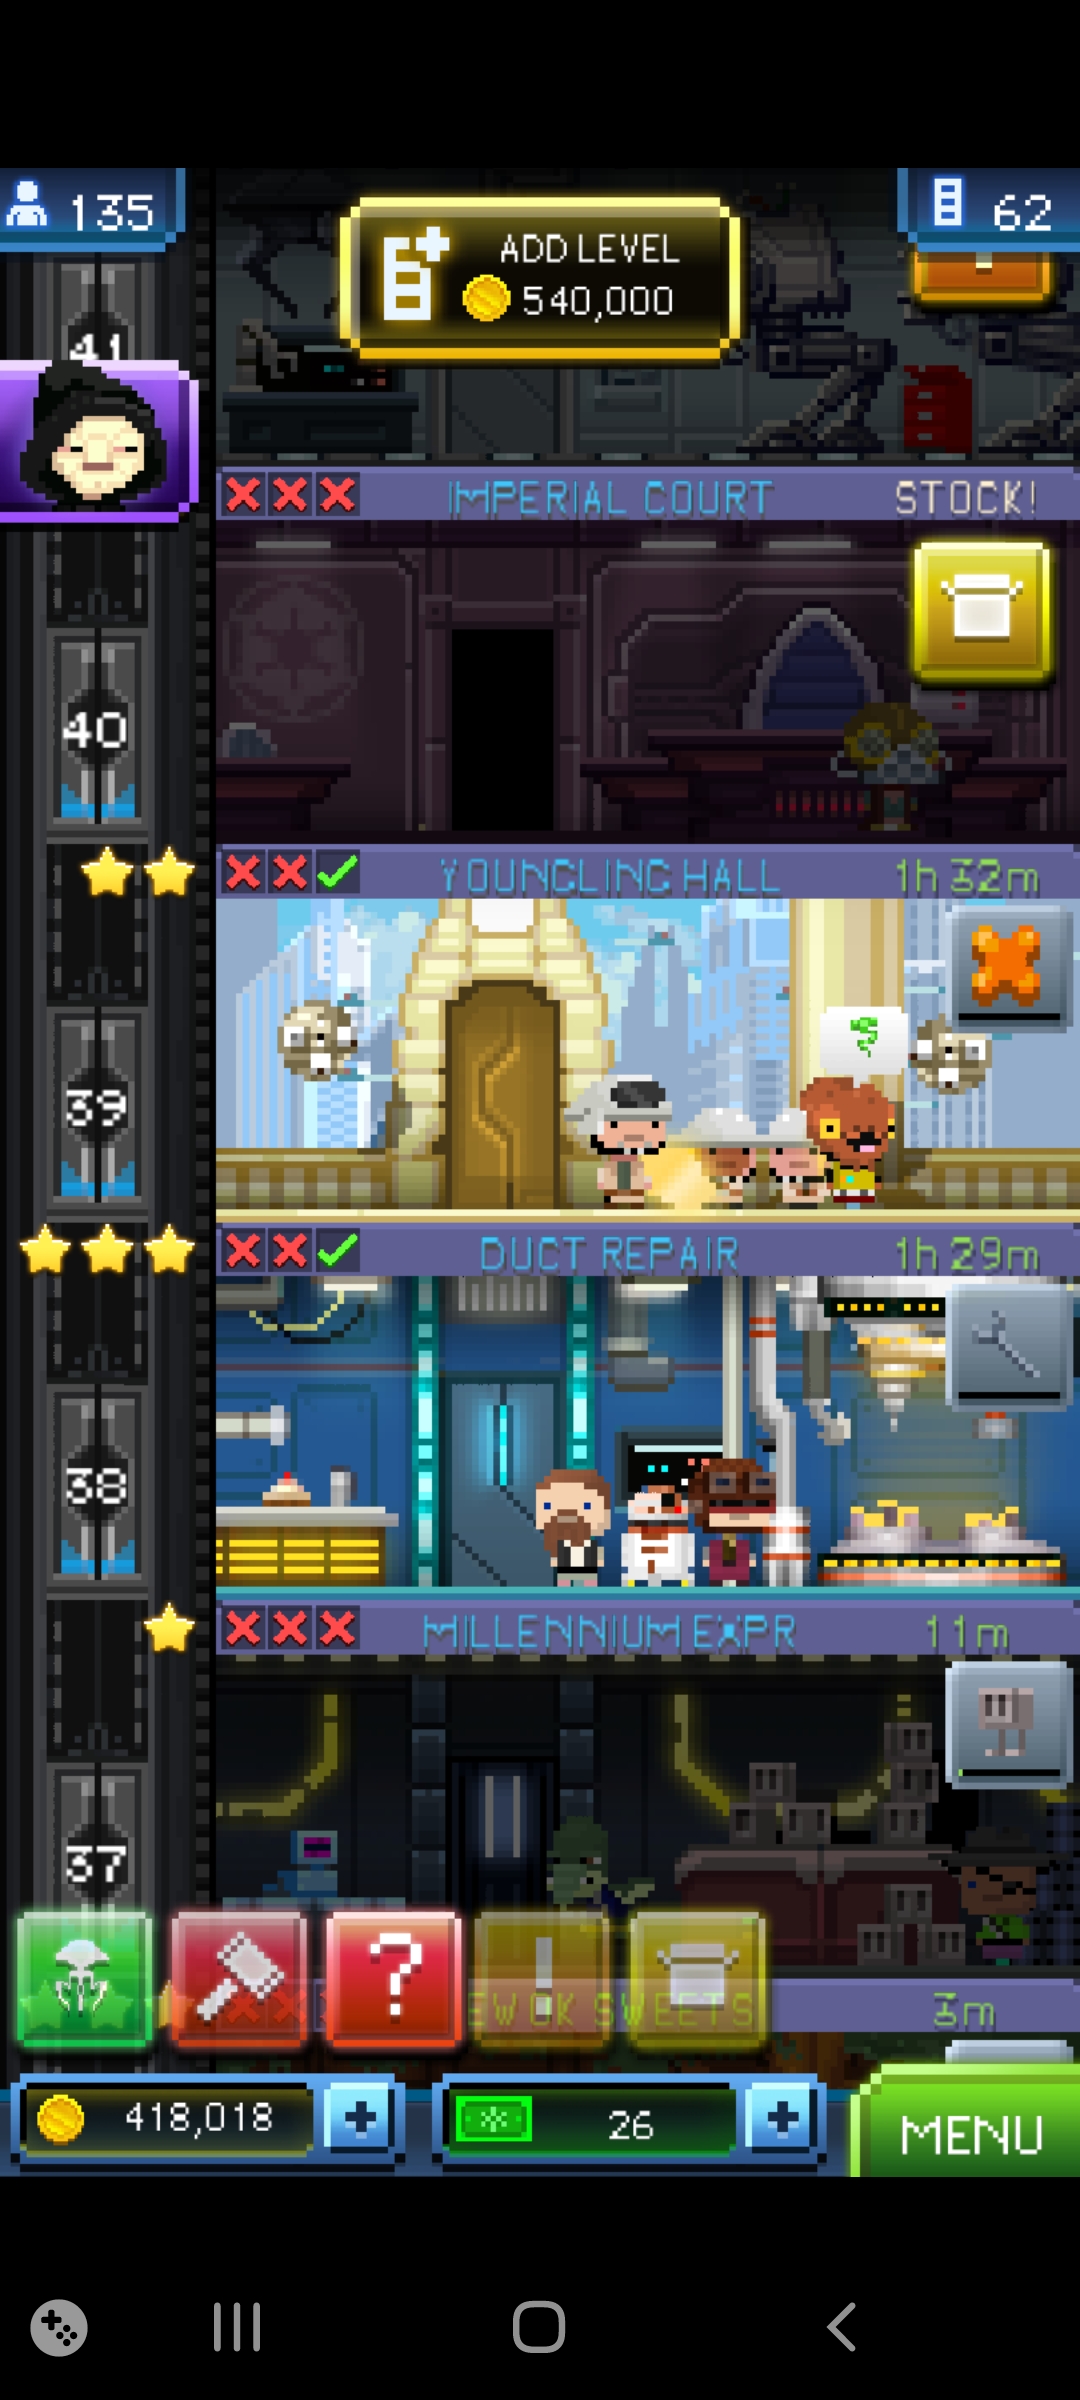 135
62
ADD LEVEL
540,000
41
IMPERIAL COURT STOCK!
40
YOUNGLING HALL 1h 32m
39
DUCT REPAIR 1h 29m
38
MILLENNIUM EXPR 11m
37
?
!
EWOK SWEETS 3m
418,018 +
26 +
MENU